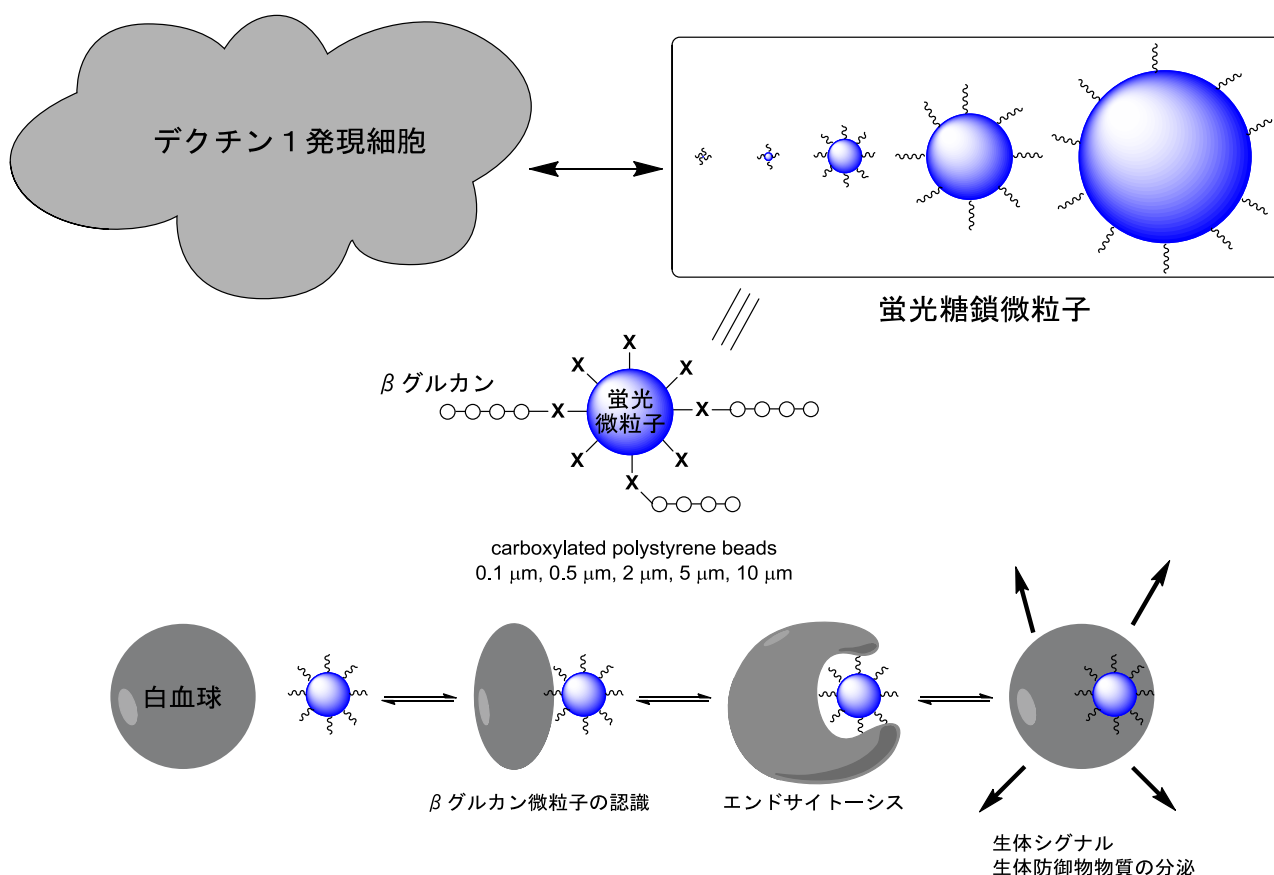 デクチン１発現細胞
蛍光糖鎖微粒子
βグルカン
X
X
X
X
蛍光
微粒子
X
X
X
X
carboxylated polystyrene beads
0.1 μm, 0.5 μm, 2 μm, 5 μm, 10 μm
白血球
βグルカン微粒子の認識
エンドサイトーシス
生体シグナル
生体防御物物質の分泌